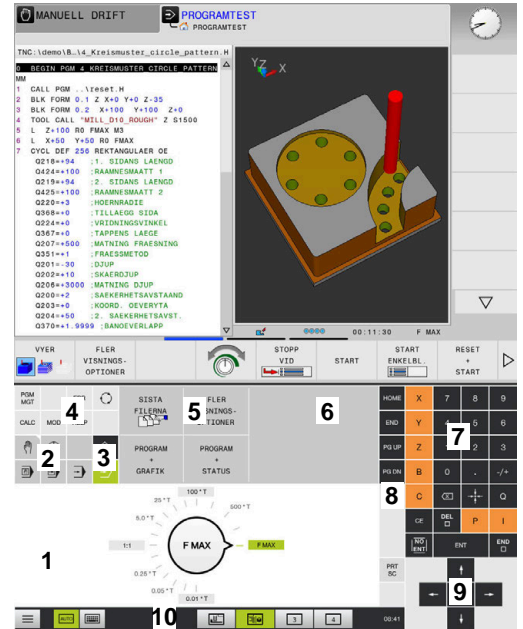 MANUELL DRIFT
PROGRAMTEST
PROGRAMTEST
TNC:\demo\B…\4_Kreismuster_circle_pattern.H
0 BEGIN PGM 4_KREISMUSTER_CIRCLE_PATTERN
MM
1 CALL PGM ..\reset.H
2 BLK FORM 0.1 Z X+0 Y+0 Z-35
3 BLK FORM 0.2 X+100 Y+100 Z+0
4 TOOL CALL "MILL_D10_ROUGH" Z S1500
5 L Z+100 R0 FMAX M3
6 L X+50 Y+50 R0 FMAX
7 CYCL DEF 256 REKTANGULAER OE
Q218=+94 ;1. SIDANS LAENGD
Q424=+100 ;RAAMNESMAATT 1
Q219=+94 ;2. SIDANS LAENGD
Q425=+100 ;RAAMNESMAATT 2
Q220=+3 ;HOERNRADIE
Q368=+0 ;TILLAEGG SIDA
Q224=+0 ;VRIDNINGSVINKEL
Q367=+0 ;TAPPENS LAEGE
Q207=+500 ;MATNING FRAESNING
Q351=+1 ;FRAESSMETOD
Q201=-30 ;DJUP
Q202=+10 ;SKAERDJUP
Q206=+3000 ;MATNING DJUP
Q200=+2 ;SAEKERHETSAVSTAAND
Q203=+0 ;KOORD. OEVERYTA
Q204=+50 ;2. SAEKERHETSAVST.
Q370=+1.9999 ;BANOEVERLAPP
YZ X
00:11:30 F MAX
VYER
FLER
VISNINGS-
OPTIONER
STOPP
VID
START
START
ENKELBL.
RESET
+
START
PGM
MGT
ERR
CALC
MOD
HELP
4
2
3
SISTA
FILERNA
FLER
VISNINGS-
OPTIONER
5
6
PROGRAM
+
GRAFIK
PROGRAM
+
STATUS
HOME X 7 8 9
END Y 4 5 6
7
PG UP Z 1 2 3
PG DN B 0 . -/+
8
C Q
CE DEL P I
NO
ENT
ENT
END
PRT
SC
9
1
100 *T
25 *T
500 *T
5.0 *T
1:1
F MAX
F MAX
0.25 *T
0.05 *T
0.01 *T
AUTO
10
3
4
00:41